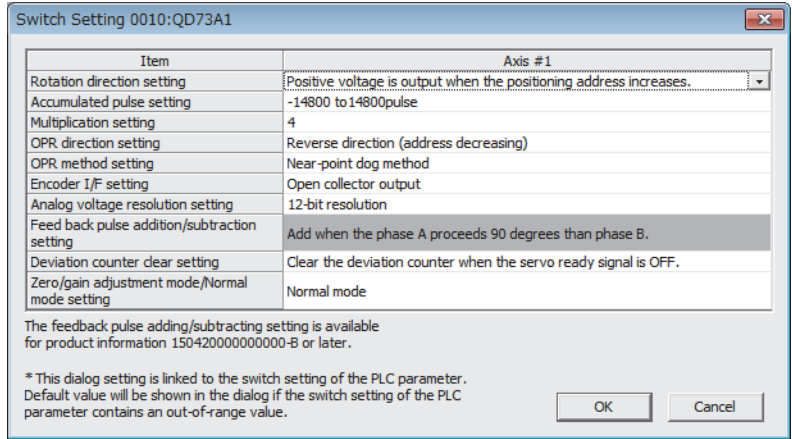 Switch Setting 0010:QD73A1
Item Axis #1
Rotation direction setting Positive voltage is output when the positioning address increases.
Accumulated pulse setting -14800 to14800pulse
Multiplication setting 4
OPR direction setting Reverse direction (address decreasing)
OPR method setting Near-point dog method
Encoder I/F setting Open collector output
Analog voltage resolution setting 12-bit resolution
Feed back pulse addition/subtraction
setting
Add when the phase A proceeds 90 degrees than phase B.
Deviation counter clear setting Clear the deviation counter when the servo ready signal is OFF.
Zero/gain adjustment mode/Normal
mode setting
Normal mode
The feedback pulse adding/subtracting setting is available
for product information 150420000000000-B or later.
* This dialog setting is linked to the switch setting of the PLC parameter.
Default value will be shown in the dialog if the switch setting of the PLC
parameter contains an out-of-range value.
OK Cancel